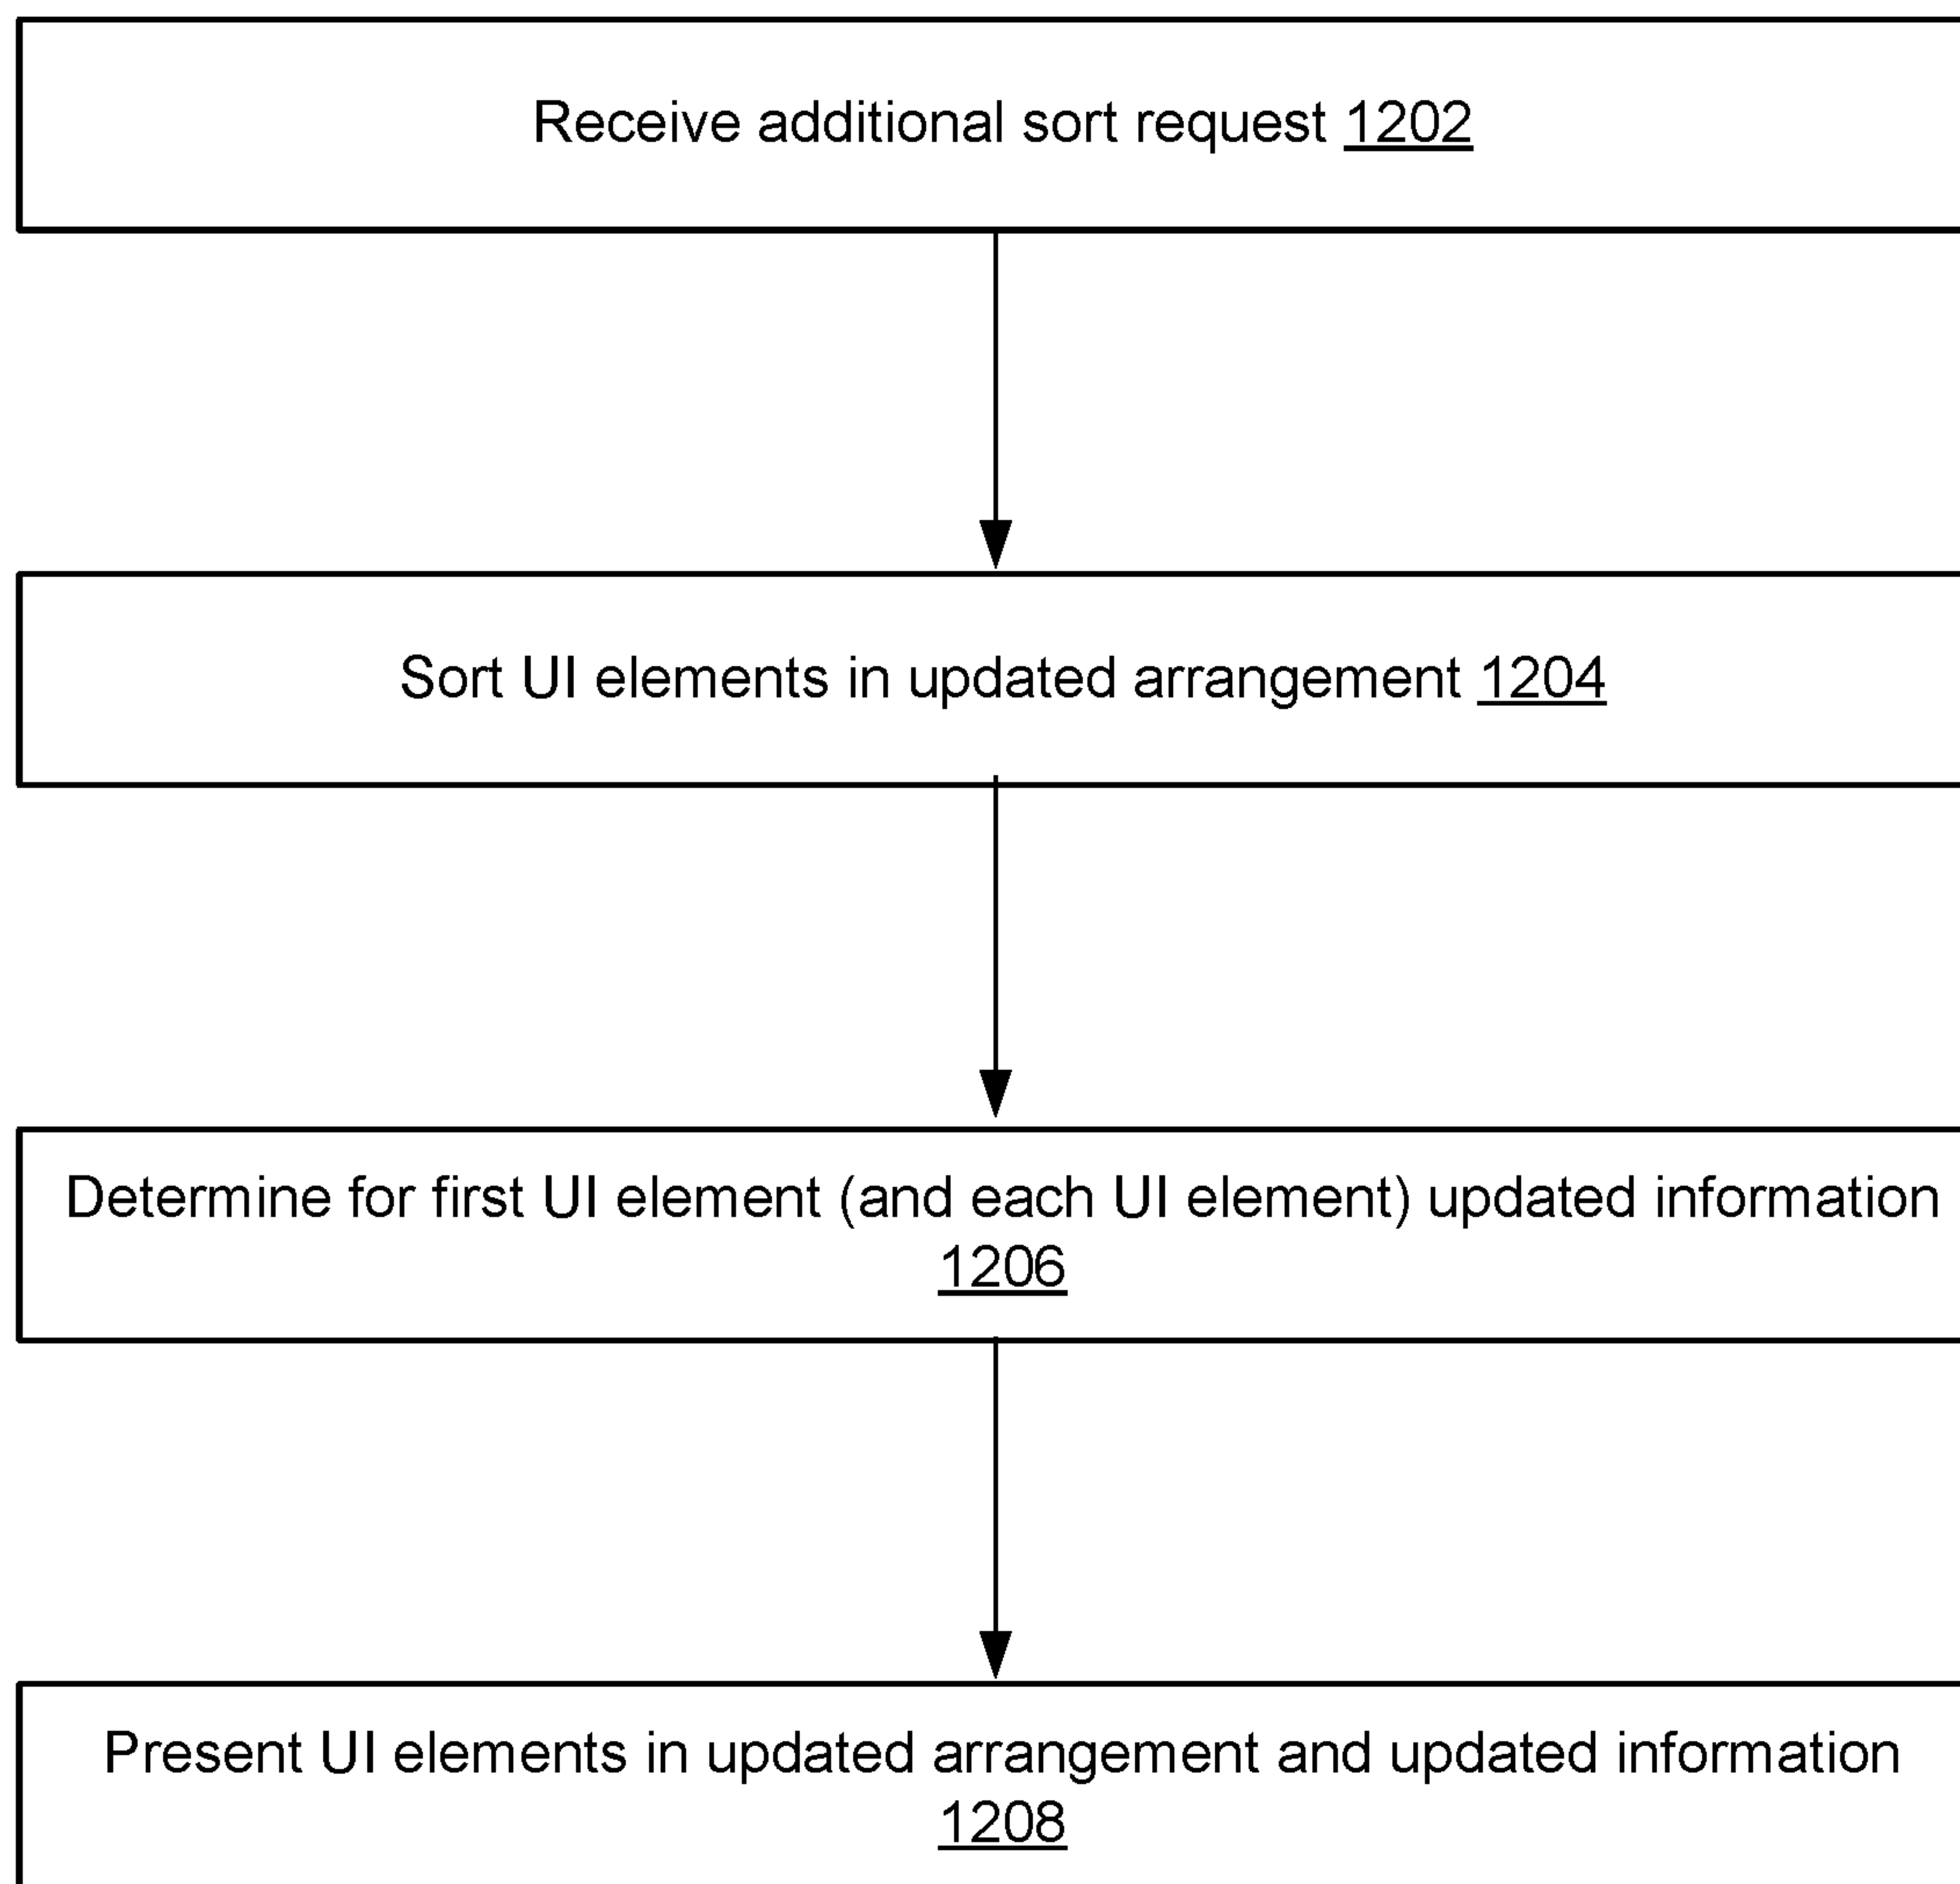 Receive additional sort request 1202
Sort UI elements in updated arrangement 1204
Determine for first UI element (and each UI element) updated information
1206
Present UI elements in updated arrangement and updated information
1208